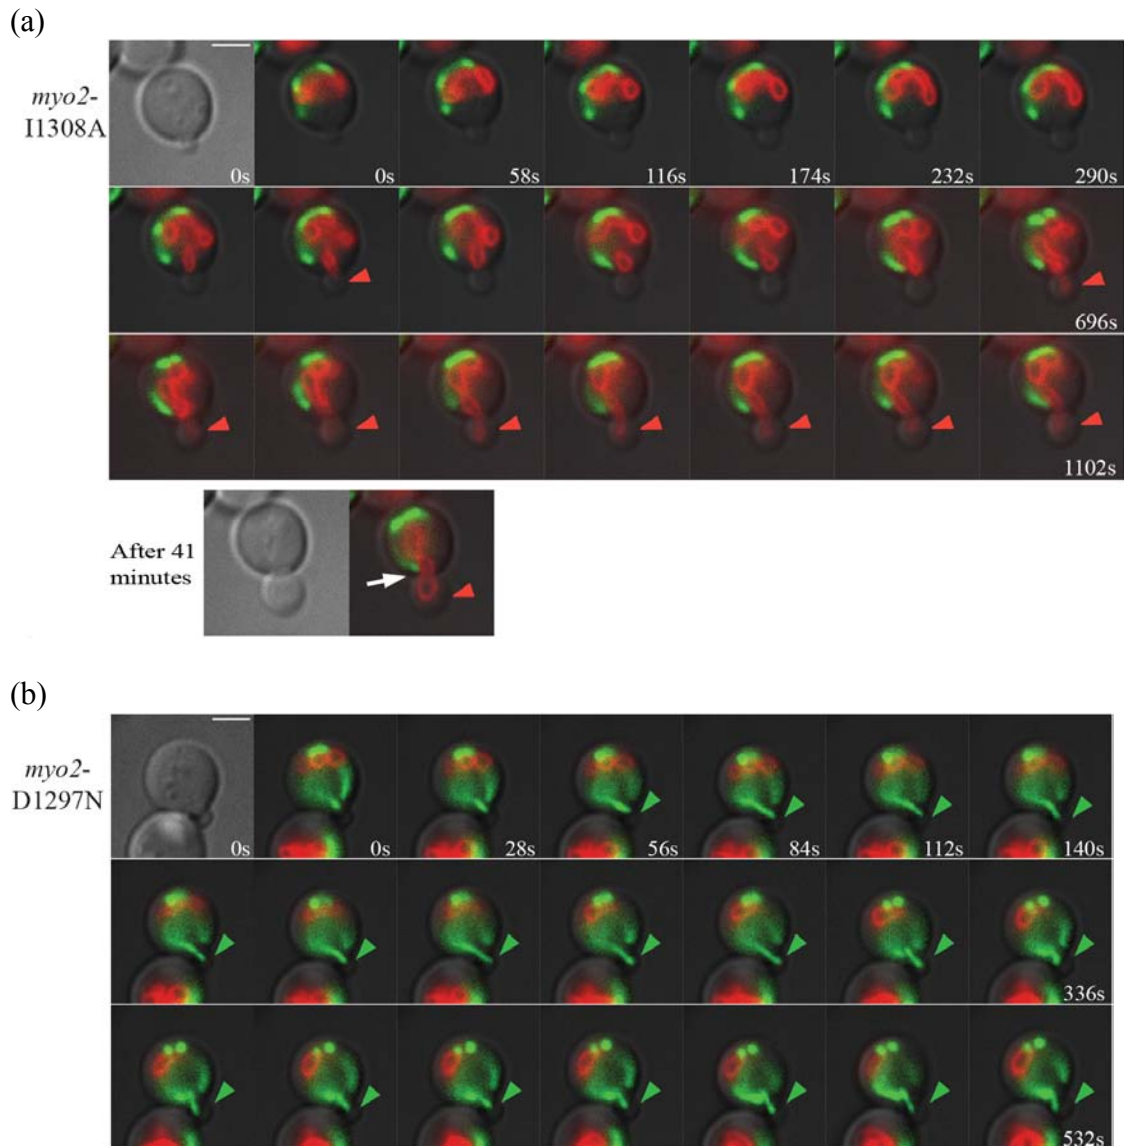 (a)
myo2-
I1308A
0s 0s 58s 116s 174s 232s 290s
696s
1102s
After 41
minutes
(b)
myo2-
D1297N
0s 0s 28s 56s 84s 112s 140s
336s
532s